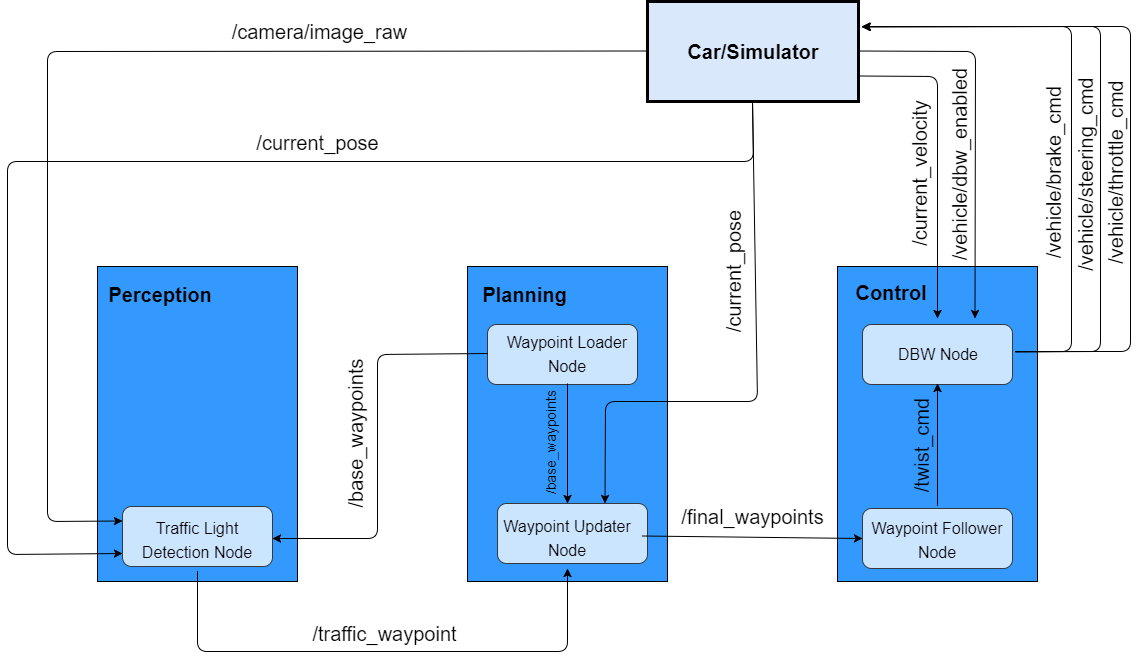 /camera/image_raw
Car/Simulator
/current_pose
/current_velocity
/vehicle/dbw_enabled
/vehicle/brake_cmd
/vehicle/steering_cmd
/vehicle/throttle_cmd
/current_pose
Perception
Traffic Light
Detection Node
/base_waypoints
Planning
Waypoint Loader
Node
/base_waypoints
Waypoint Updater
Node
/final_waypoints
Control
DBW Node
/twist_cmd
Waypoint Follower
Node
/traffic_waypoint